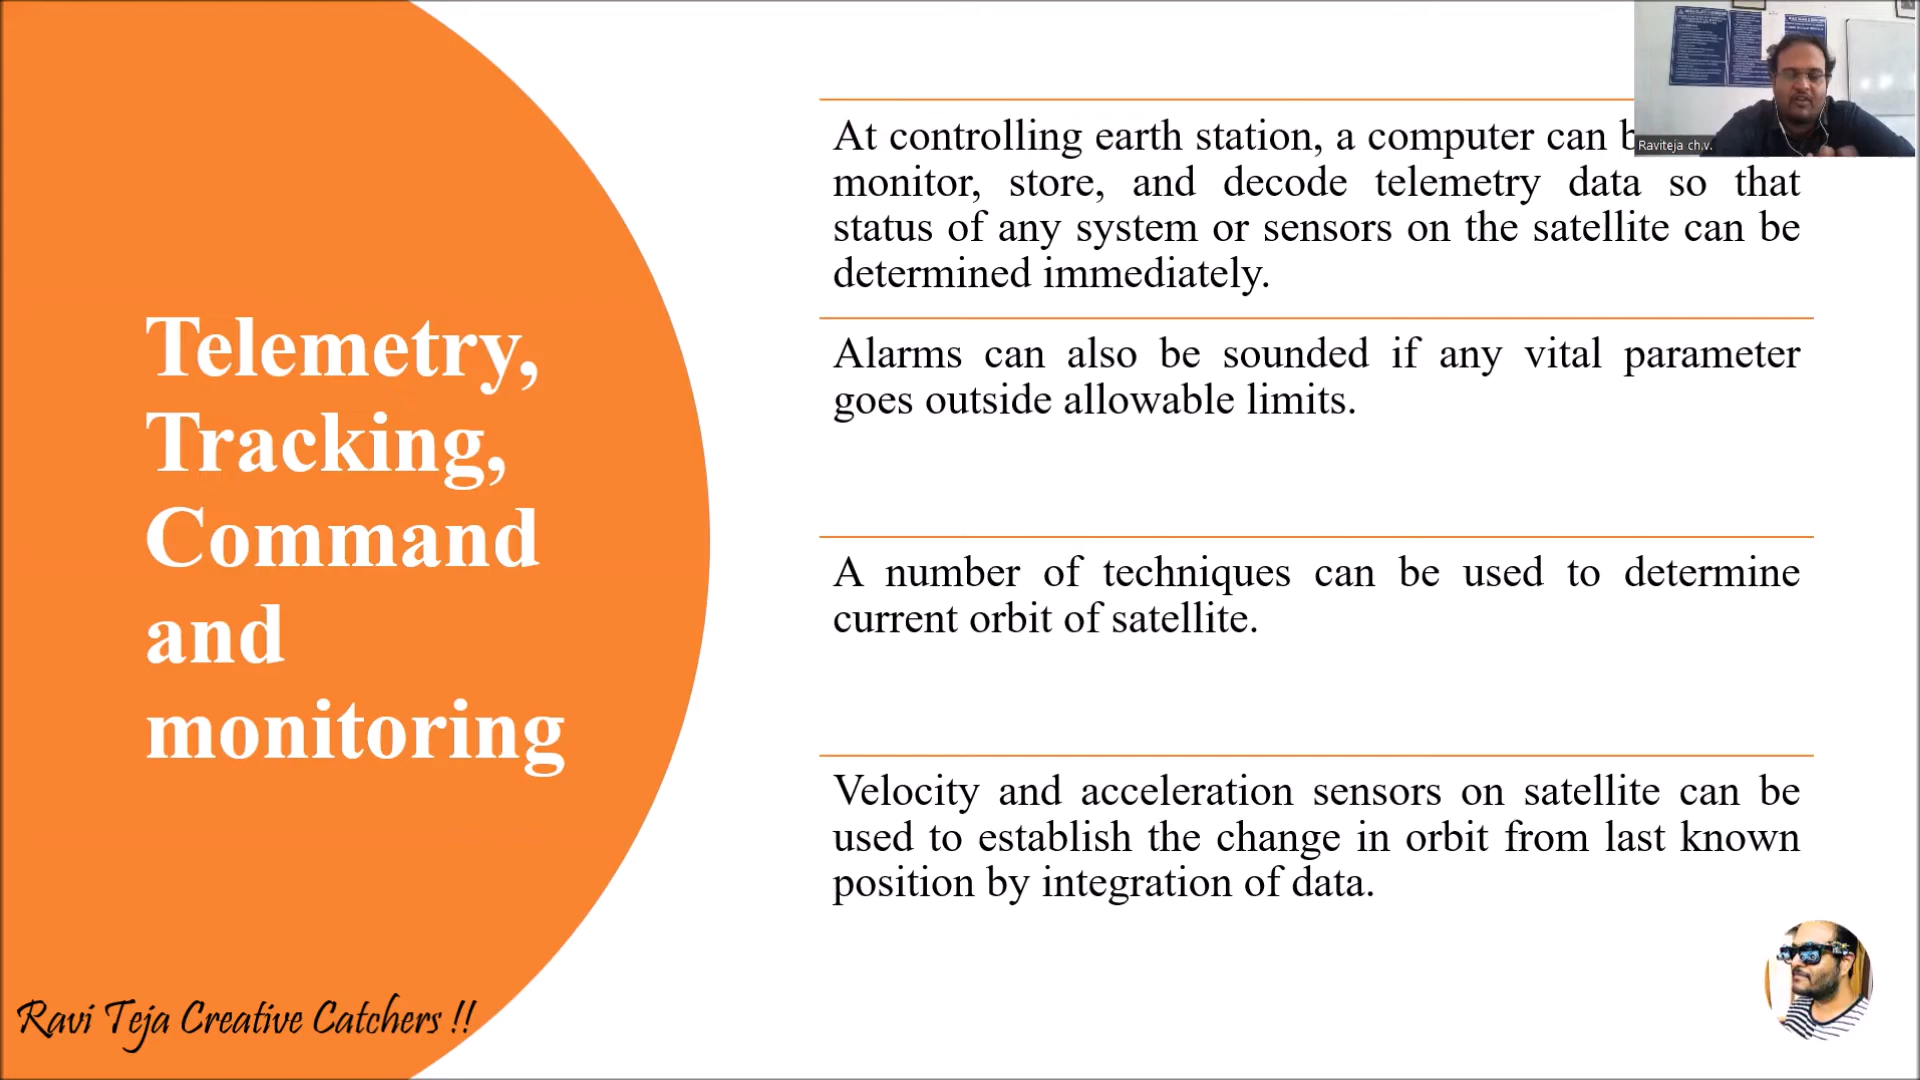 Telemetry,
Tracking,
Command
and
monitoring
At controlling earth station, a computer can
monitor, store, and decode telemetry data so that
status of any system or sensors on the satellite can be
determined immediately.
Alarms can also be sounded if any vital parameter
goes outside allowable limits.
A number of techniques can be used to determine
current orbit of satellite.
Velocity and acceleration sensors on satellite can be
used to establish the change in orbit from last known
position by integration of data.
Raviteja ch.v.
Ravi Teja Creative Catchers !!